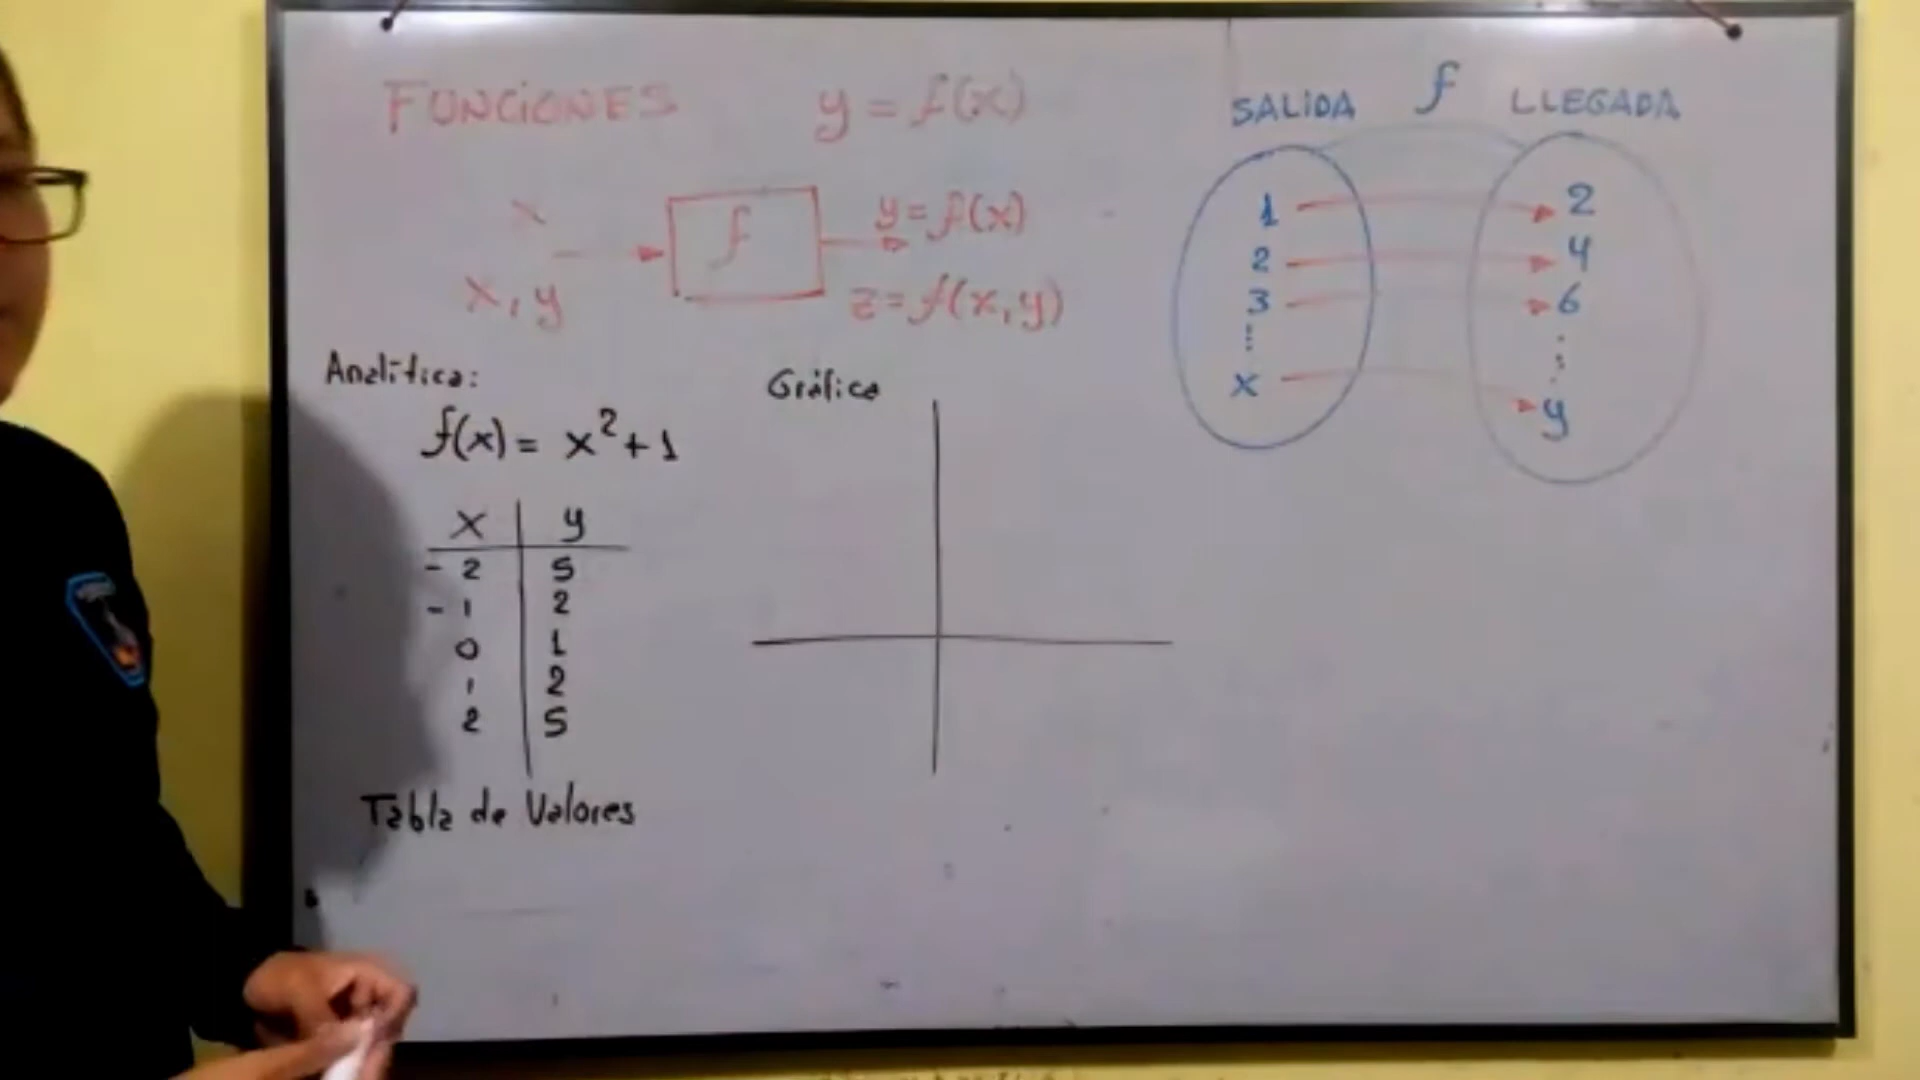 FUNCIONES y = f(x)
x
f
y = f(x)
x, y
z = f(x, y)
SALIDA f LLEGADA
1 2
2 4
3 6
⋮ ⋮
x y
Analítica:
f(x) = x² + 1
x y
-2 5
-1 2
0 1
1 2
2 5
Tabla de Valores
Gráfica